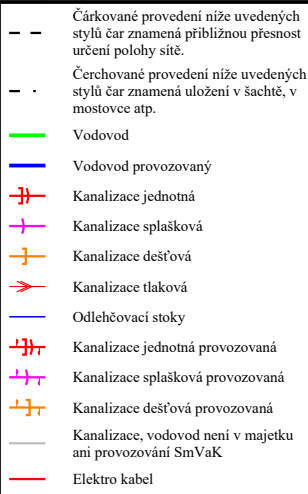 Čárkované provedení níže uvedených
stylů čar znamená přibližnou přesnost
určení polohy sítě.
Čerchované provedení níže uvedených
stylů čar znamená uložení v šachtě, v
mostovce atp.
Vodovod
Vodovod provozovaný
Kanalizace jednotná
Kanalizace splašková
Kanalizace dešťová
Kanalizace tlaková
Odlehčovací stoky
Kanalizace jednotná provozovaná
Kanalizace splašková provozovaná
Kanalizace dešťová provozovaná
Kanalizace, vodovod není v majetku
ani provozování SmVaK
Elektro kabel